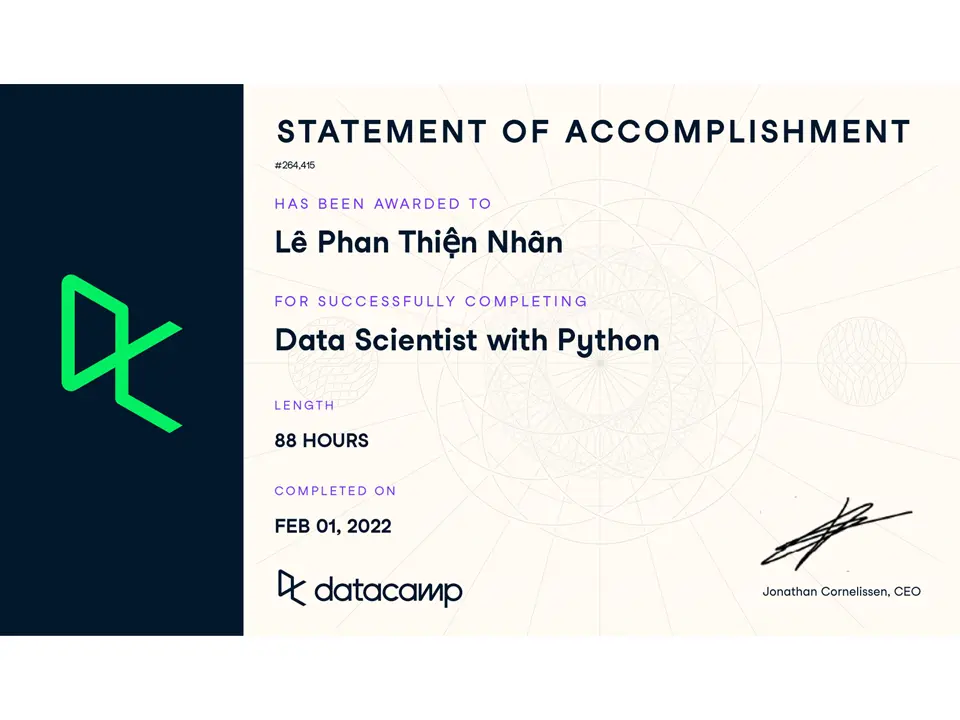 STATEMENT OF ACCOMPLISHMENT
#264,415
HAS BEEN AWARDED TO
Lê Phan Thiện Nhân
FOR SUCCESSFULLY COMPLETING
Data Scientist with Python
LENGTH
88 HOURS
COMPLETED ON
FEB 01, 2022
datacamp
Jonathan Cornelissen, CEO